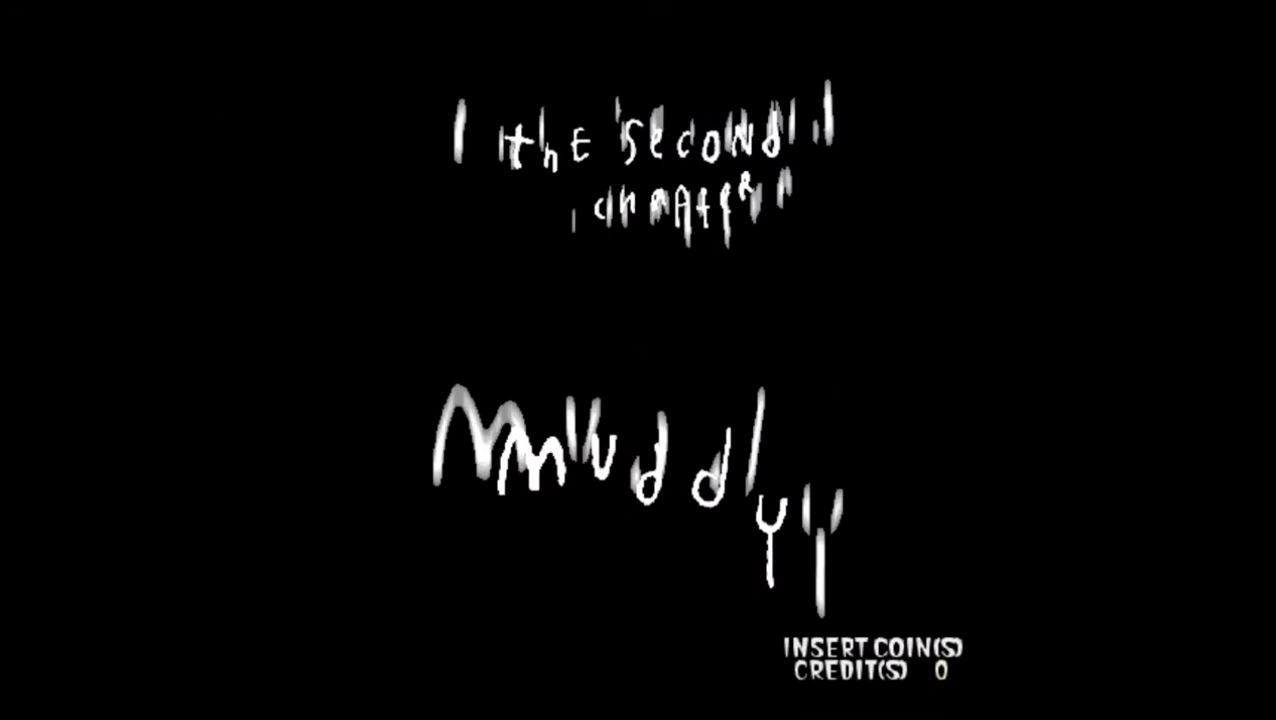 the second
chapter
Muddy
INSERT COIN(S)
CREDIT(S) 0